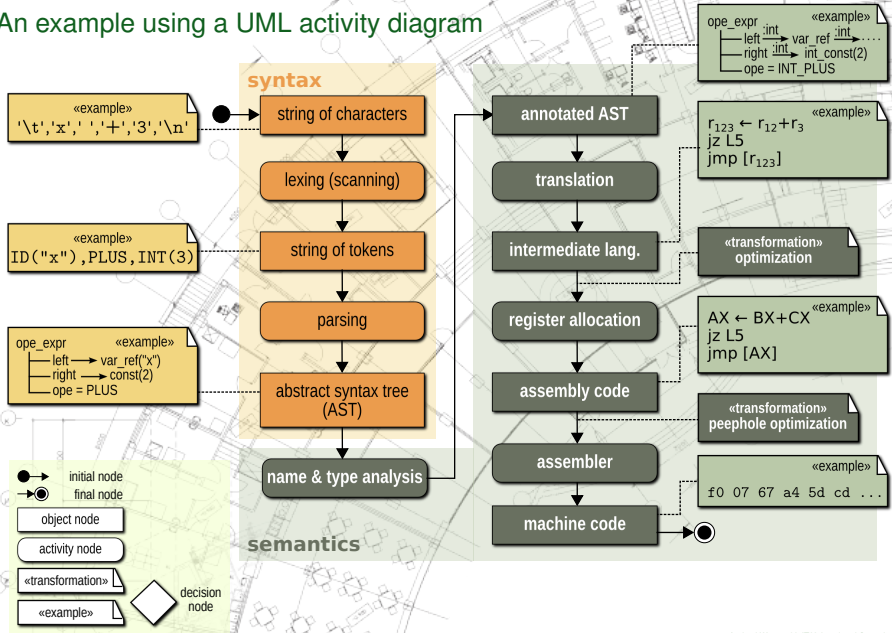 An example using a UML activity diagram
syntax
«example»
'\t','x',' ','+','3','\n'
string of characters
lexing (scanning)
«example»
ID("x"),PLUS,INT(3)
string of tokens
parsing
ope_expr «example»
left var_ref("x")
right const(2)
ope = PLUS
abstract syntax tree
(AST)
name & type analysis
semantics
annotated AST
ope_expr «example»
left :int var_ref :int ·····
right :int int_const(2)
ope = INT_PLUS
translation
r₁₂₃ ← r₁₂+r₃ «example»
jz L5
jmp [r₁₂₃]
intermediate lang.
«transformation»
optimization
register allocation
AX ← BX+CX «example»
jz L5
jmp [AX]
assembly code
«transformation»
peephole optimization
assembler
«example»
f0 07 67 a4 5d cd ...
machine code
initial node
final node
object node
activity node
«transformation»
«example»
decision
node